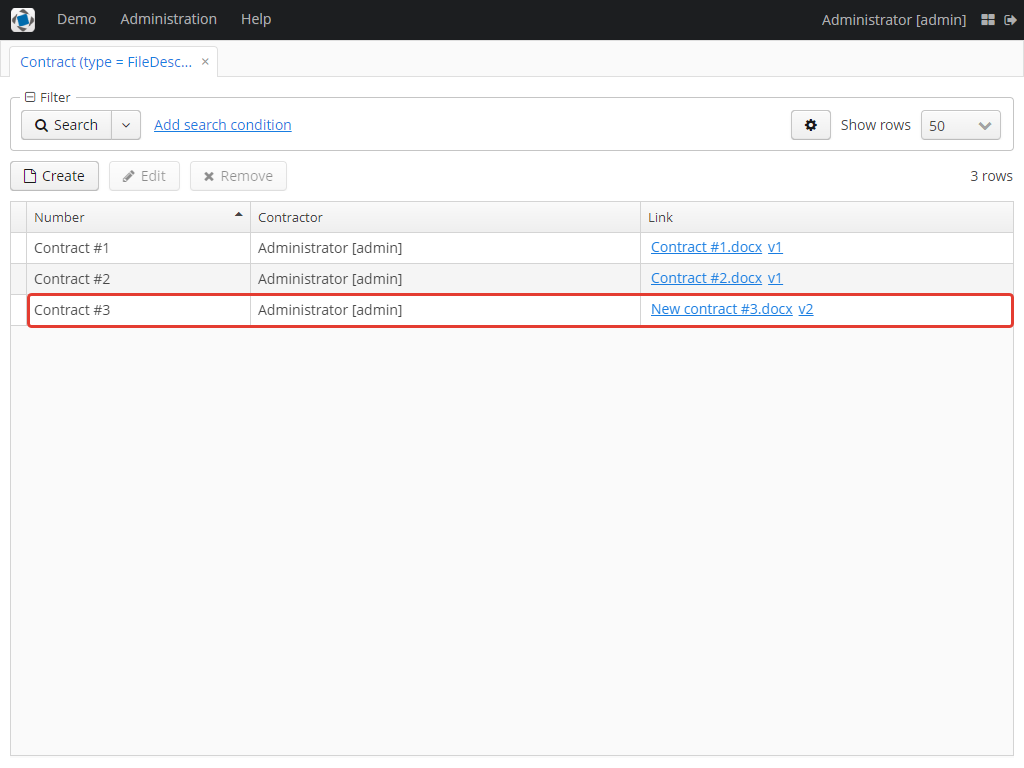 Demo Administration Help Administrator [admin]
Contract (type = FileDesc... ×
Filter
Search Add search condition Show rows 50
Create Edit Remove 3 rows
Number Contractor Link
Contract #1 Administrator [admin] Contract #1.docx v1
Contract #2 Administrator [admin] Contract #2.docx v1
Contract #3 Administrator [admin] New contract #3.docx v2